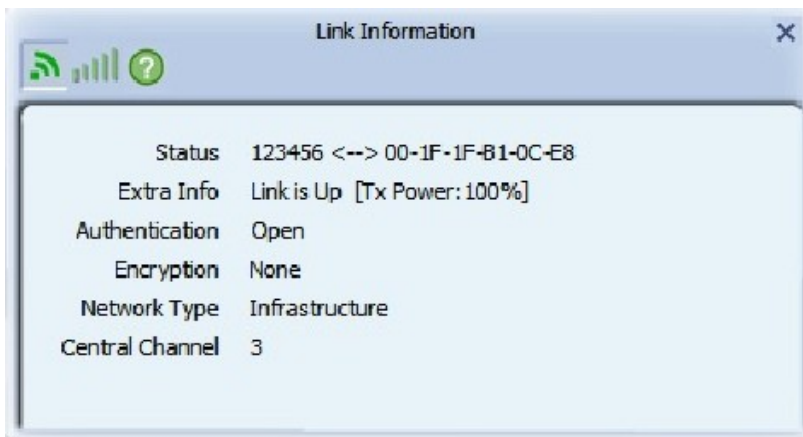 Link Information
?
Status 123456 <--> 00-1F-1F-B1-0C-E8
Extra Info Link is Up [Tx Power:100%]
Authentication Open
Encryption None
Network Type Infrastructure
Central Channel 3